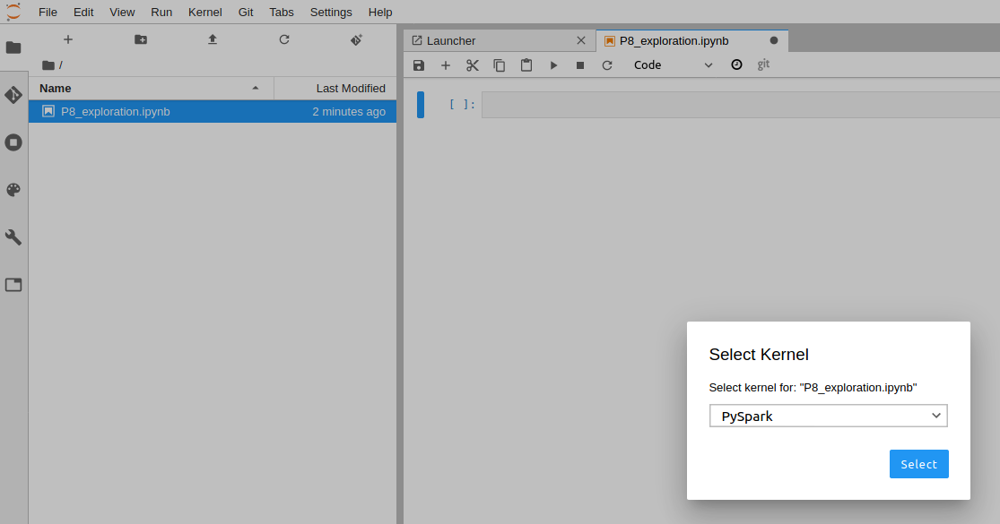 File Edit View Run Kernel Git Tabs Settings Help
/
Name Last Modified
P8_exploration.ipynb 2 minutes ago
Launcher P8_exploration.ipynb
Code git
[ ]:
Select Kernel
Select kernel for: "P8_exploration.ipynb"
PySpark
Select